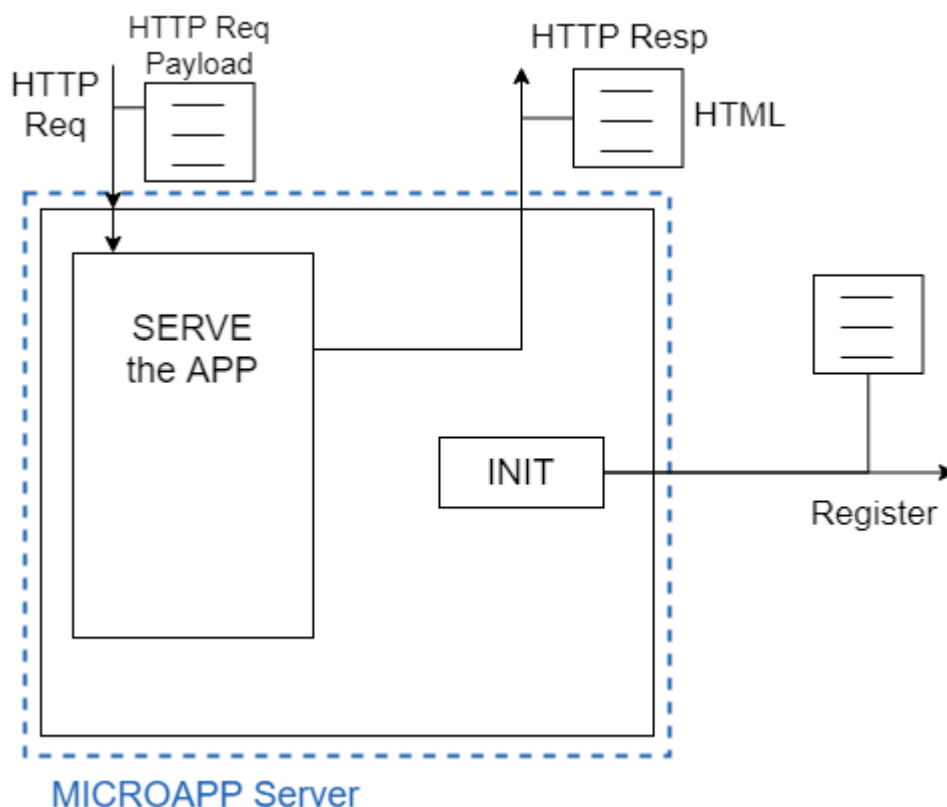 HTTP Req
Payload
HTTP
Req
HTTP Resp
HTML
SERVE
the APP
INIT
Register
MICROAPP Server